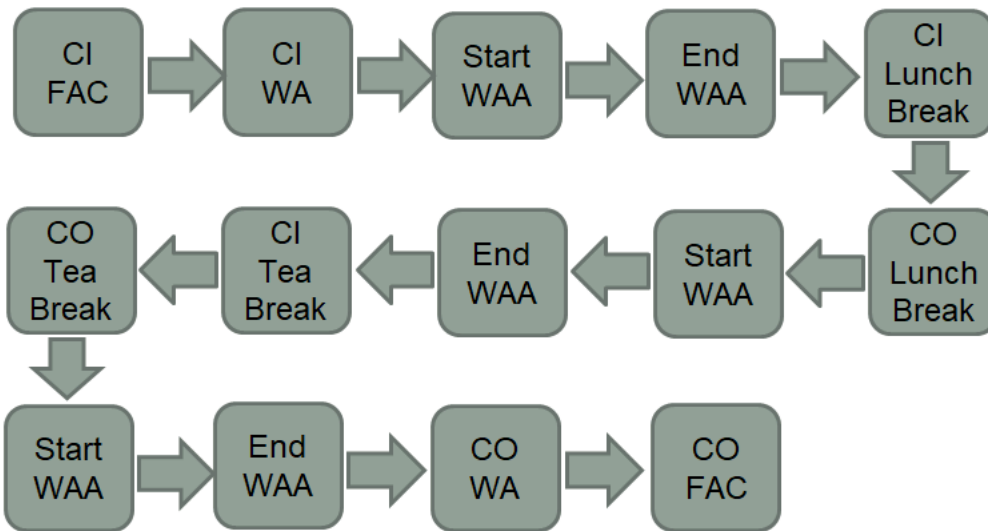 CI
FAC
CI
WA
Start
WAA
End
WAA
CI
Lunch
Break
CO
Lunch
Break
Start
WAA
End
WAA
CI
Tea
Break
CO
Tea
Break
Start
WAA
End
WAA
CO
WA
CO
FAC